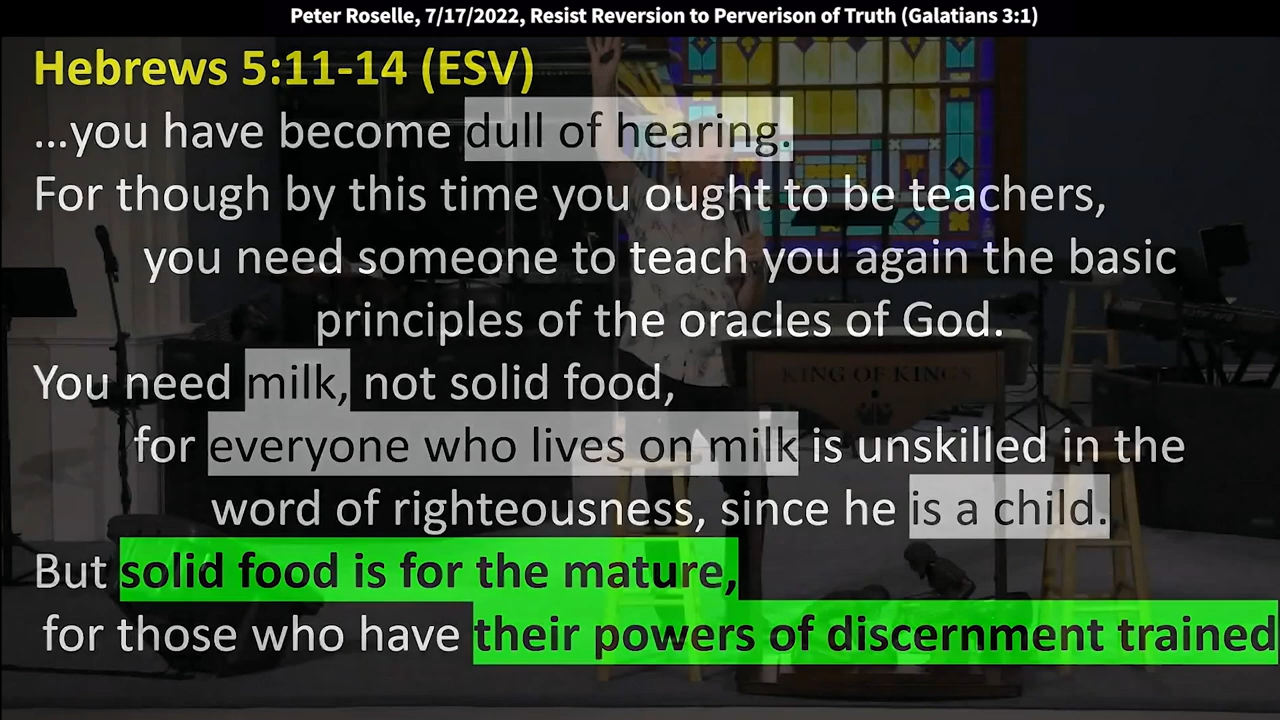 Peter Roselle, 7/17/2022, Resist Reversion to Perverison of Truth (Galatians 3:1)
Hebrews 5:11-14 (ESV)
...you have become dull of hearing.
For though by this time you ought to be teachers,
you need someone to teach you again the basic
principles of the oracles of God.
You need milk, not solid food,
KING OF KINGS
for everyone who lives on milk is unskilled in the
word of righteousness, since he is a child.
But solid food is for the mature,
for those who have their powers of discernment trained